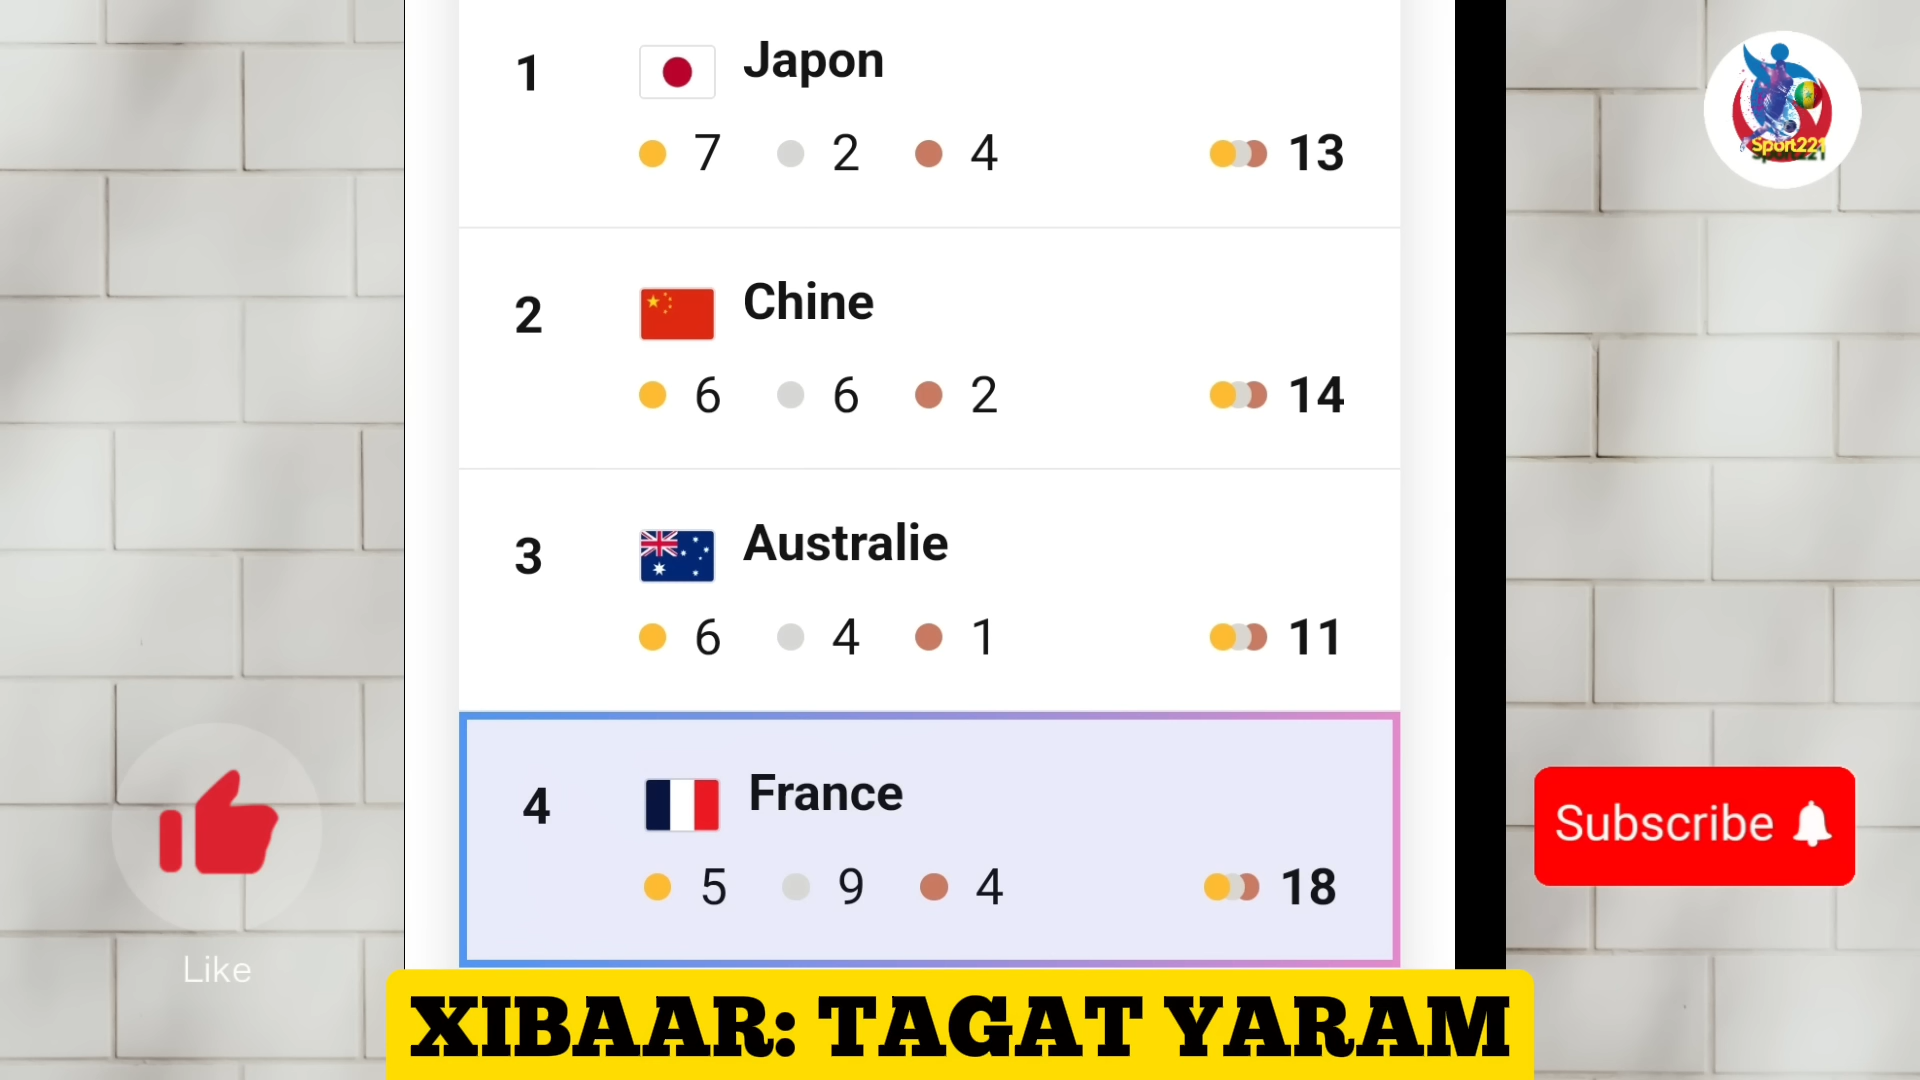 1 Japon
7 2 4 13
Sport221
2 Chine
6 6 2 14
3 Australie
6 4 1 11
4 France
5 9 4 18
Subscribe
Like
XIBAAR: TAGAT YARAM